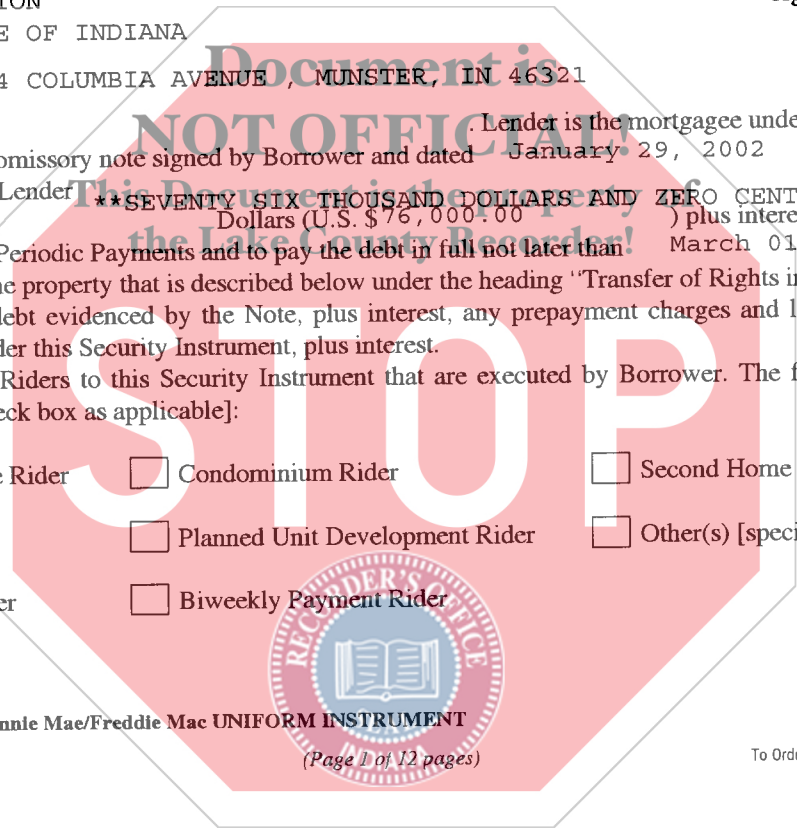 ION
E OF INDIANA
4 COLUMBIA AVENUE , MUNSTER, IN 46321
Document is
NOT OFFICIAL!
This Document is the property of
the Lake County Recorder!
. Lender is the mortgagee unde
omissory note signed by Borrower and dated January 29, 2002
Lender **SEVENTY SIX THOUSAND DOLLARS AND ZERO CENT
Dollars (U.S. $76,000.00 ) plus intere
Periodic Payments and to pay the debt in full not later than March 01
ne property that is described below under the heading "Transfer of Rights i
debt evidenced by the Note, plus interest, any prepayment charges and l
der this Security Instrument, plus interest.
Riders to this Security Instrument that are executed by Borrower. The f
eck box as applicable]:
STOP
e Rider Condominium Rider Second Home
Planned Unit Development Rider Other(s) [speci
er Biweekly Payment Rider
RECORDER'S OFFICE
SEAL
INDIANA
nnie Mae/Freddie Mac UNIFORM INSTRUMENT
(Page 1 of 12 pages)
To Orde